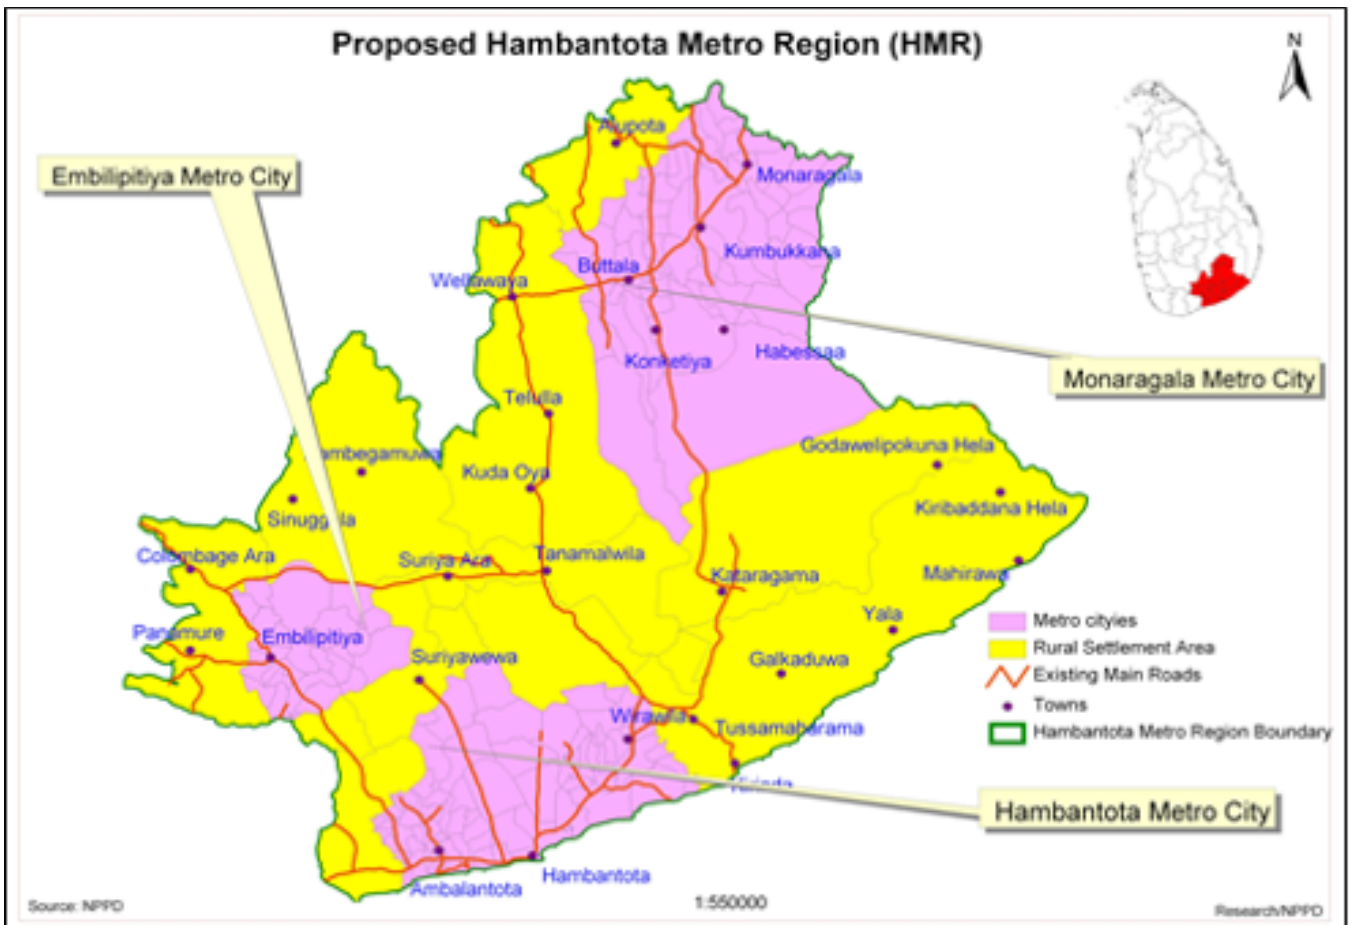 Proposed Hambantota Metro Region (HMR)
N
Alupota
Embilipitiya Metro City
Monaragala
Kumbukkana
Buttala
Wellawaya
Konketiya
Habessaa
Monaragala Metro City
Telulla
Godawelipokuna Hela
ambegamuwa
Kuda Oya
Kiribaddana Hela
Sinuggala
Colombage Ara
Suriya Ara
Tanamalwila
Kataragama
Mahirawa
Yala
Metro cityies
Panamure
Embilipitiya
Rural Settlement Area
Suriyawewa
Galkaduwa
Existing Main Roads
Towns
Wirawila
Tussamaharama
Hambantota Metro Region Boundary
Hambantota Metro City
Hambantota
Ambalantota
1:550000
Source: NPPD
Research/NPPD